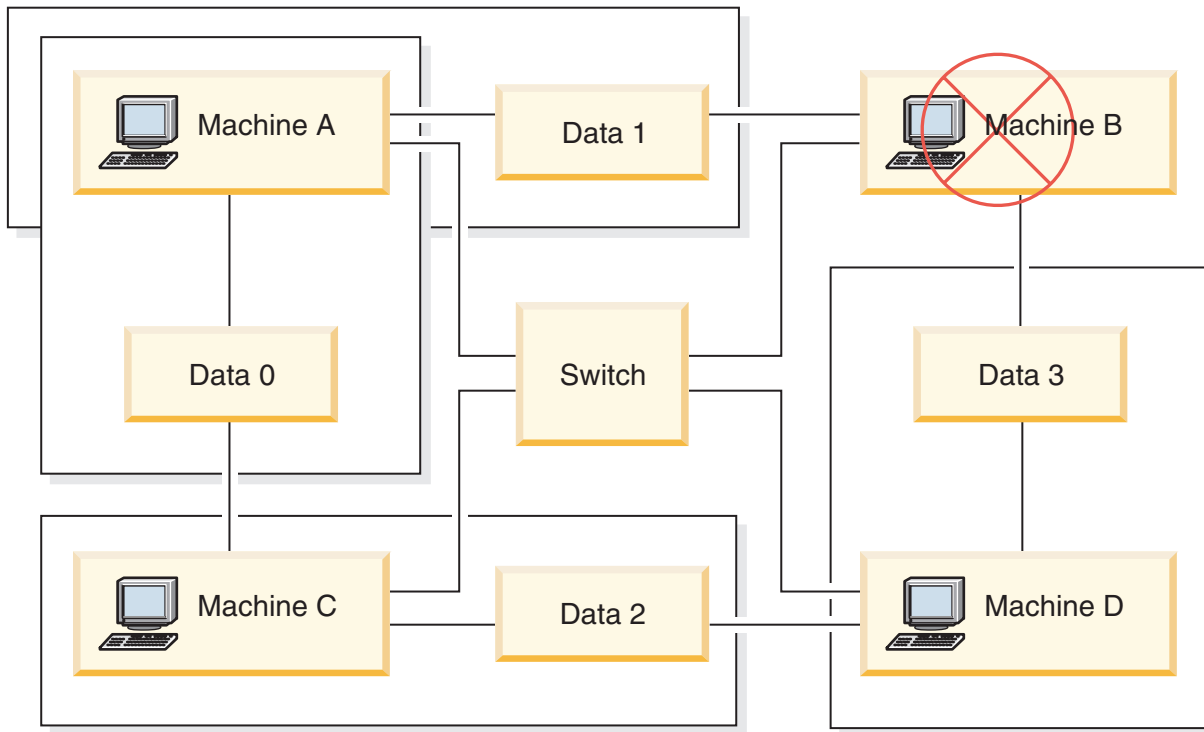 Machine A
Data 1
Machine B
Data 0
Switch
Data 3
Machine C
Data 2
Machine D